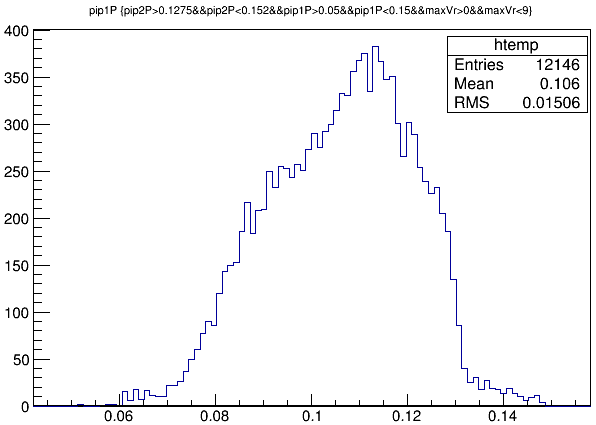 pip1P {pip2P>0.1275&&pip2P<0.152&&pip1P>0.05&&pip1P<0.15&&maxVr>0&&maxVr<9}
htemp
Entries 12146
Mean 0.106
RMS 0.01506
400
350
300
250
200
150
100
50
0
0.06 0.08 0.1 0.12 0.14